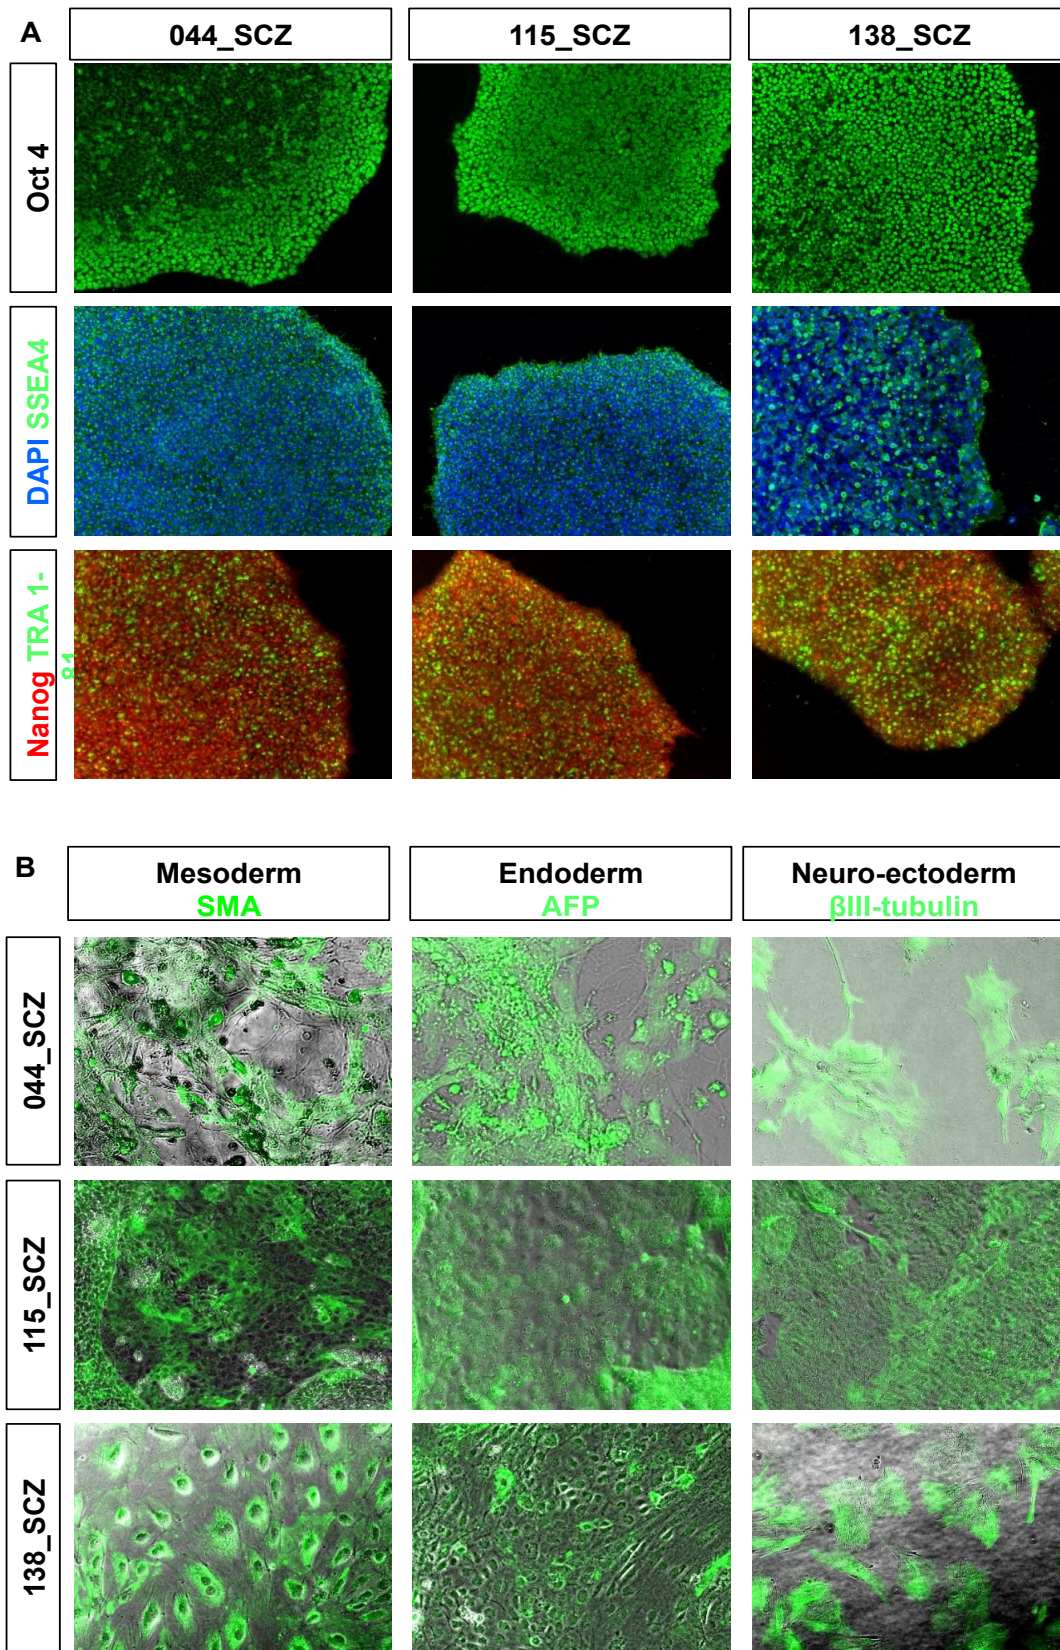 A
044_SCZ
115_SCZ
138_SCZ
Oct 4
DAPI SSEA4
Nanog TRA 1-
81
B
Mesoderm
SMA
Endoderm
AFP
Neuro-ectoderm
βIII-tubulin
044_SCZ
115_SCZ
138_SCZ